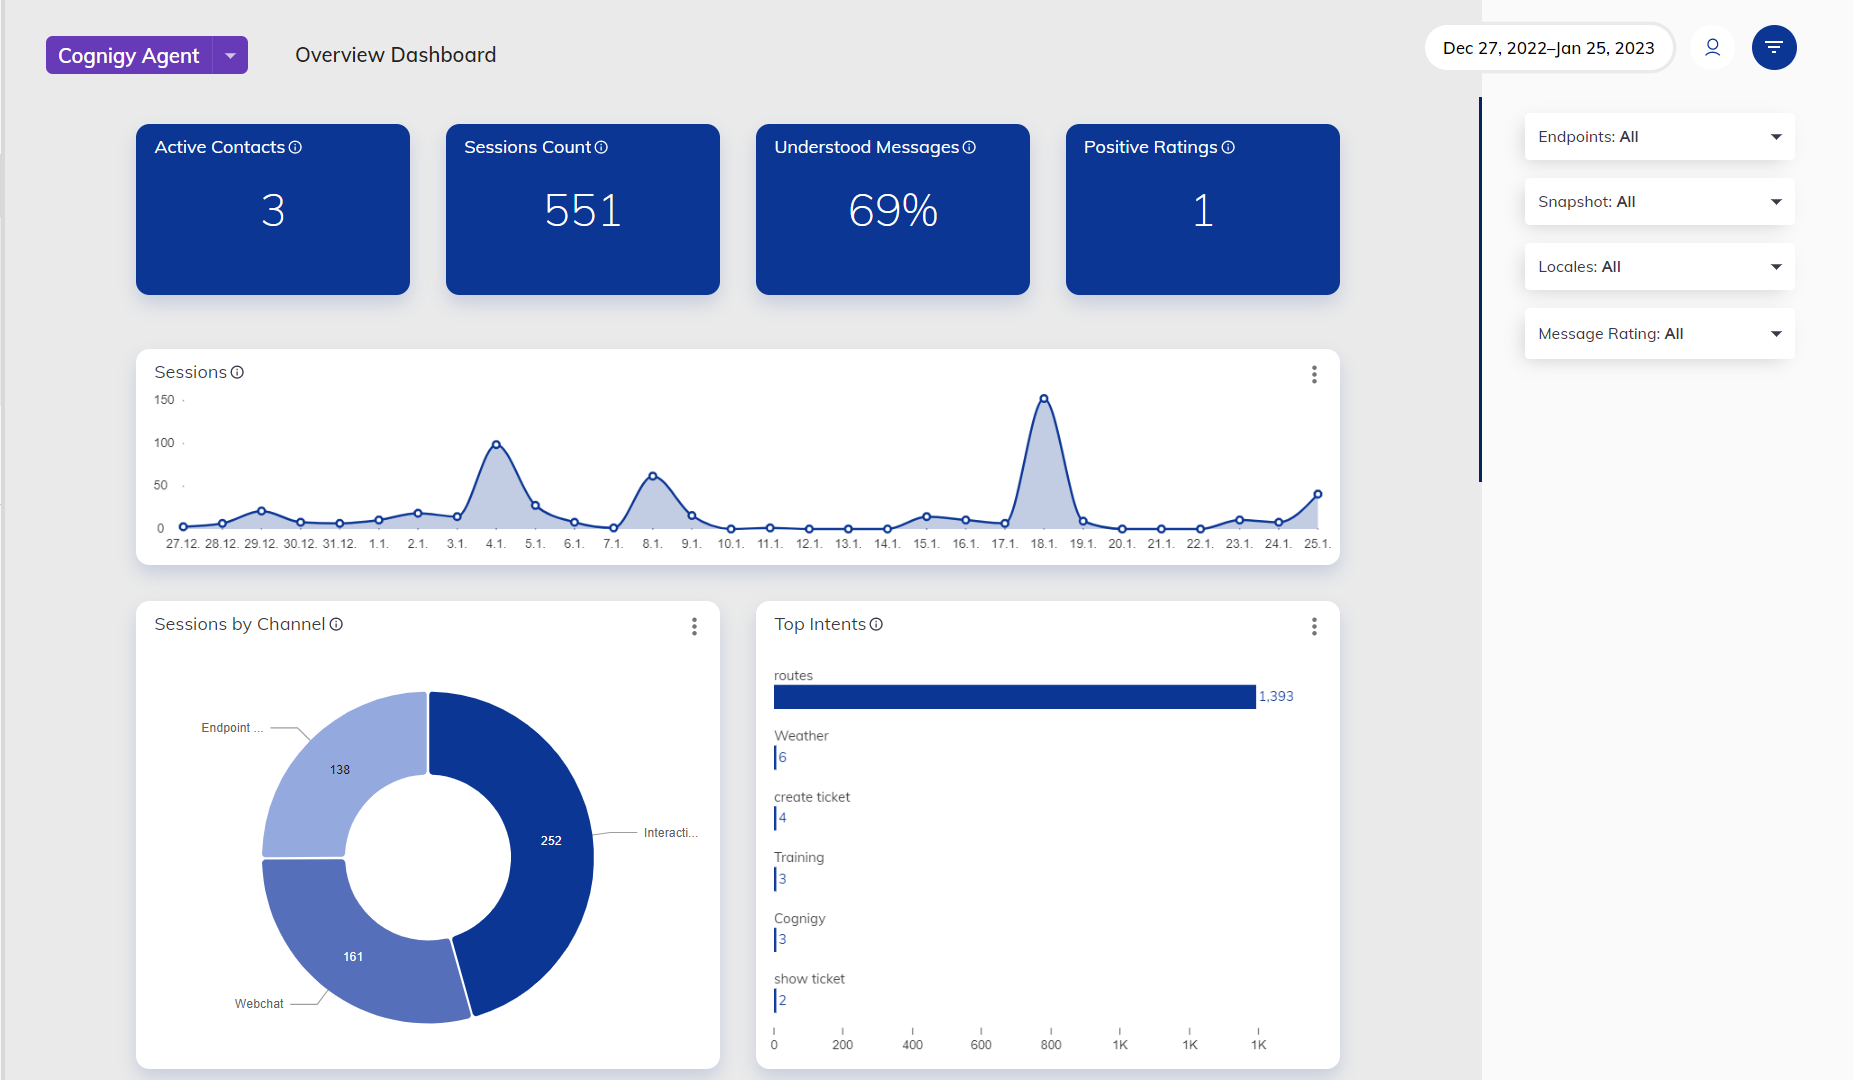 Cognigy Agent
Overview Dashboard
Dec 27, 2022–Jan 25, 2023
Active Contacts
3
Sessions Count
551
Understood Messages
69%
Positive Ratings
1
Endpoints: All
Snapshot: All
Locales: All
Message Rating: All
Sessions
150
100
50
0
27.12. 28.12. 29.12. 30.12. 31.12. 1.1. 2.1. 3.1. 4.1. 5.1. 6.1. 7.1. 8.1. 9.1. 10.1. 11.1. 12.1. 13.1. 14.1. 15.1. 16.1. 17.1. 18.1. 19.1. 20.1. 21.1. 22.1. 23.1. 24.1. 25.1.
Sessions by Channel
Endpoint ...
138
252
Interacti...
161
Webchat
Top Intents
routes
1,393
Weather
6
create ticket
4
Training
3
Cognigy
3
show ticket
2
0 200 400 600 800 1K 1K 1K